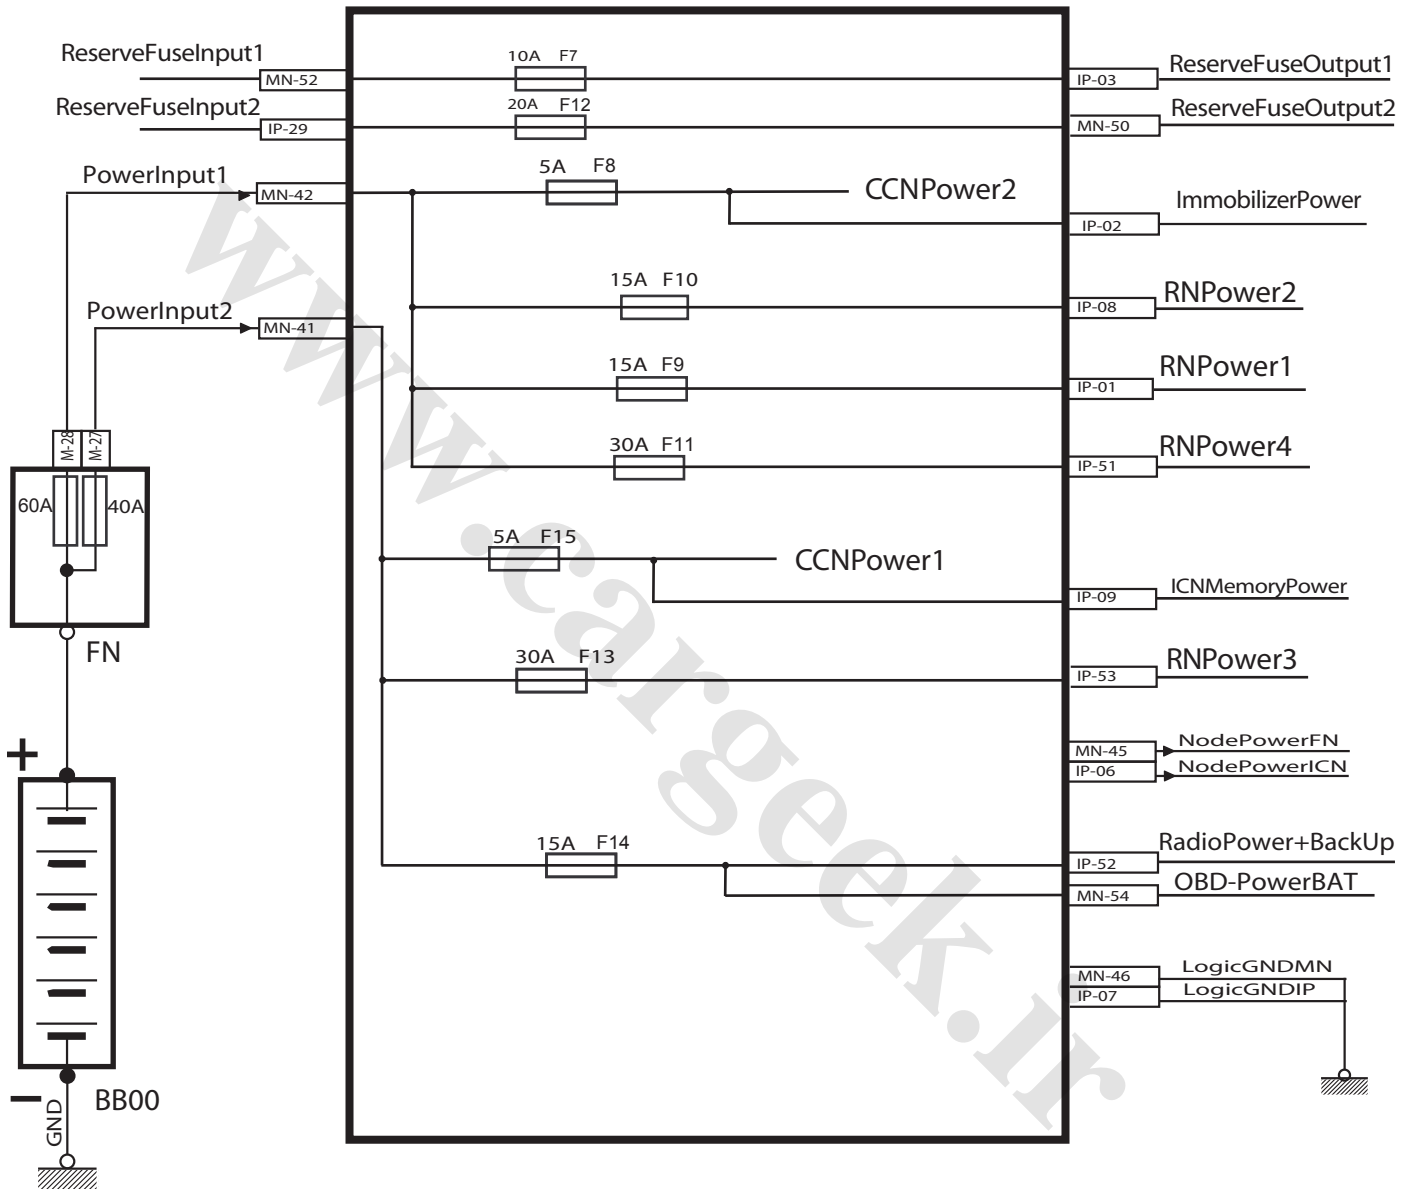 ReserveFuseInput1
MN-52
10A F7
IP-03
ReserveFuseOutput1
ReserveFuseInput2
IP-29
20A F12
MN-50
ReserveFuseOutput2
PowerInput1
MN-42
5A F8
CCNPower2
IP-02
ImmobilizerPower
15A F10
IP-08
RNPower2
PowerInput2
MN-41
15A F9
IP-01
RNPower1
30A F11
IP-51
RNPower4
M-28
M-27
60A
40A
FN
5A F15
CCNPower1
IP-09
ICNMemoryPower
30A F13
IP-53
RNPower3
MN-45
NodePowerFN
IP-06
NodePowerICN
15A F14
IP-52
RadioPower+BackUp
MN-54
OBD-PowerBAT
MN-46
LogicGNDMN
IP-07
LogicGNDIP
+
−
BB00
GND
www.cargeek.ir